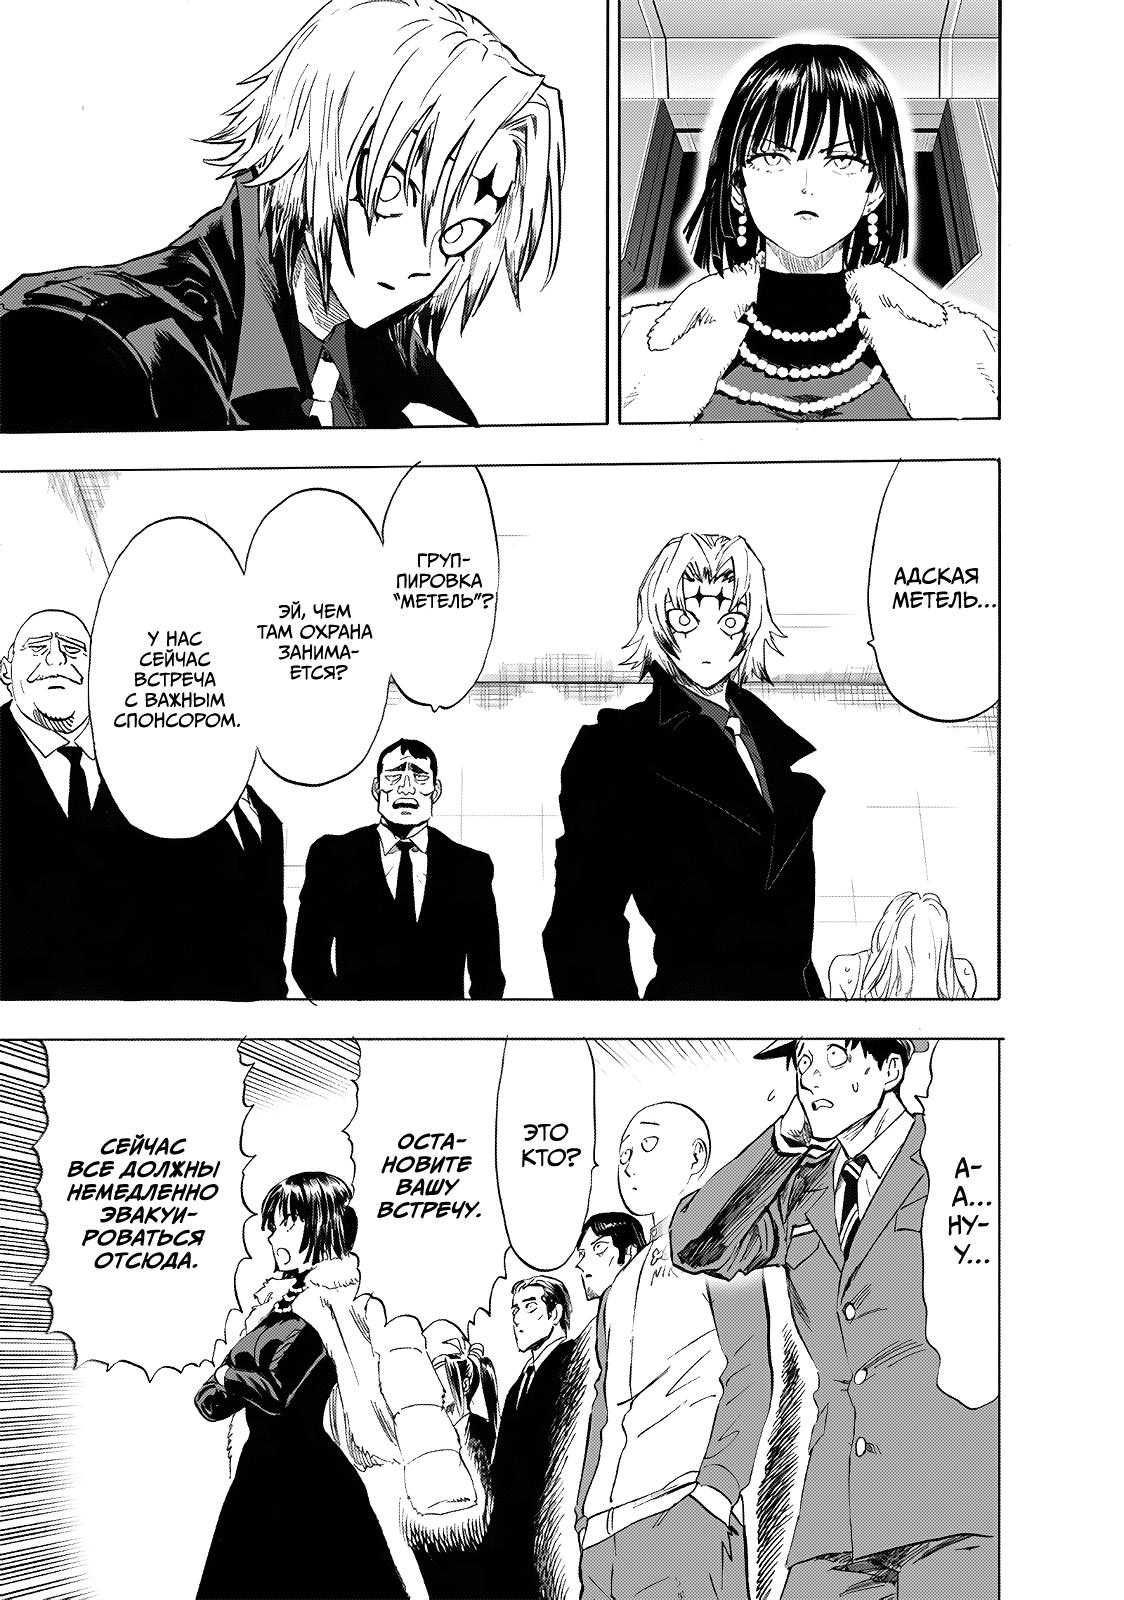 АДСКАЯ
МЕТЕЛЬ...
ГРУП-
ПИРОВКА
“МЕТЕЛЬ”?
ЭЙ, ЧЕМ
ТАМ ОХРАНА
ЗАНИМА-
ЕТСЯ?
У НАС
СЕЙЧАС
ВСТРЕЧА
С ВАЖНЫМ
СПОНСОРОМ.
А-
А...
НУ-
У...
ЭТО
КТО?
ОСТА-
НОВИТЕ
ВАШУ
ВСТРЕЧУ.
СЕЙЧАС
ВСЕ ДОЛЖНЫ
НЕМЕДЛЕННО
ЭВАКУИ-
РОВАТЬСЯ
ОТСЮДА.